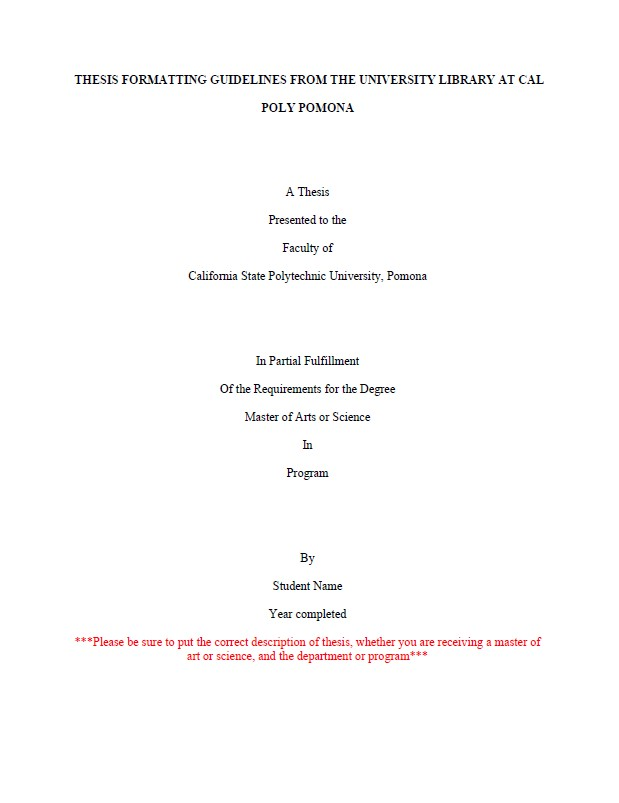 THESIS FORMATTING GUIDELINES FROM THE UNIVERSITY LIBRARY AT CAL
POLY POMONA
A Thesis
Presented to the
Faculty of
California State Polytechnic University, Pomona
In Partial Fulfillment
Of the Requirements for the Degree
Master of Arts or Science
In
Program
By
Student Name
Year completed
***Please be sure to put the correct description of thesis, whether you are receiving a master of
art or science, and the department or program***